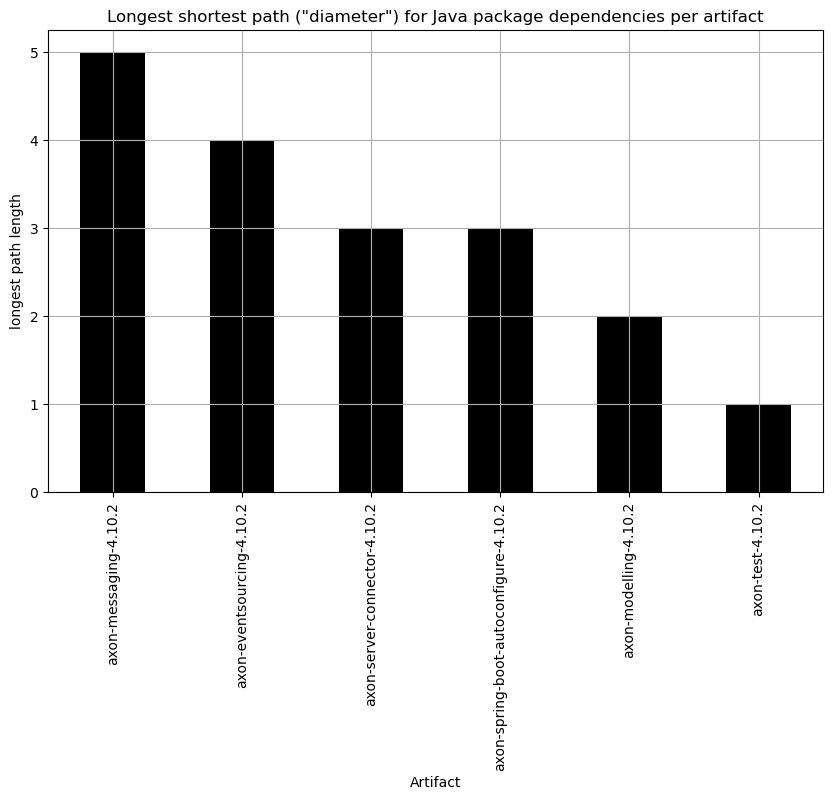 Longest shortest path ("diameter") for Java package dependencies per artifact
longest path length
5
4
3
2
1
0
axon-messaging-4.10.2
axon-eventsourcing-4.10.2
axon-server-connector-4.10.2
axon-spring-boot-autoconfigure-4.10.2
axon-modelling-4.10.2
axon-test-4.10.2
Artifact